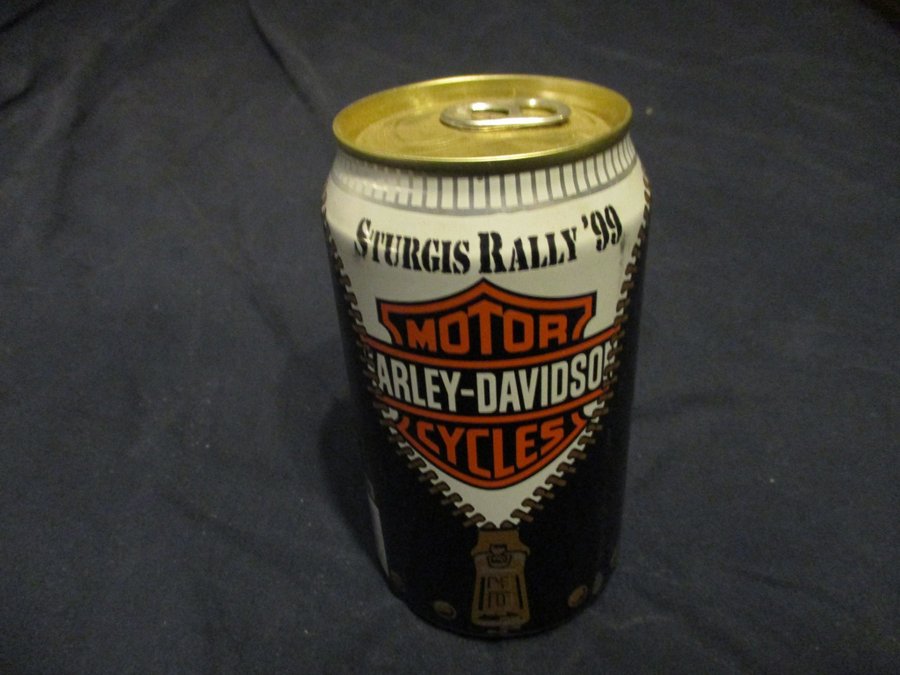 STURGIS RALLY '99
MOTOR
ARLEY-DAVIDSO
CYCLES